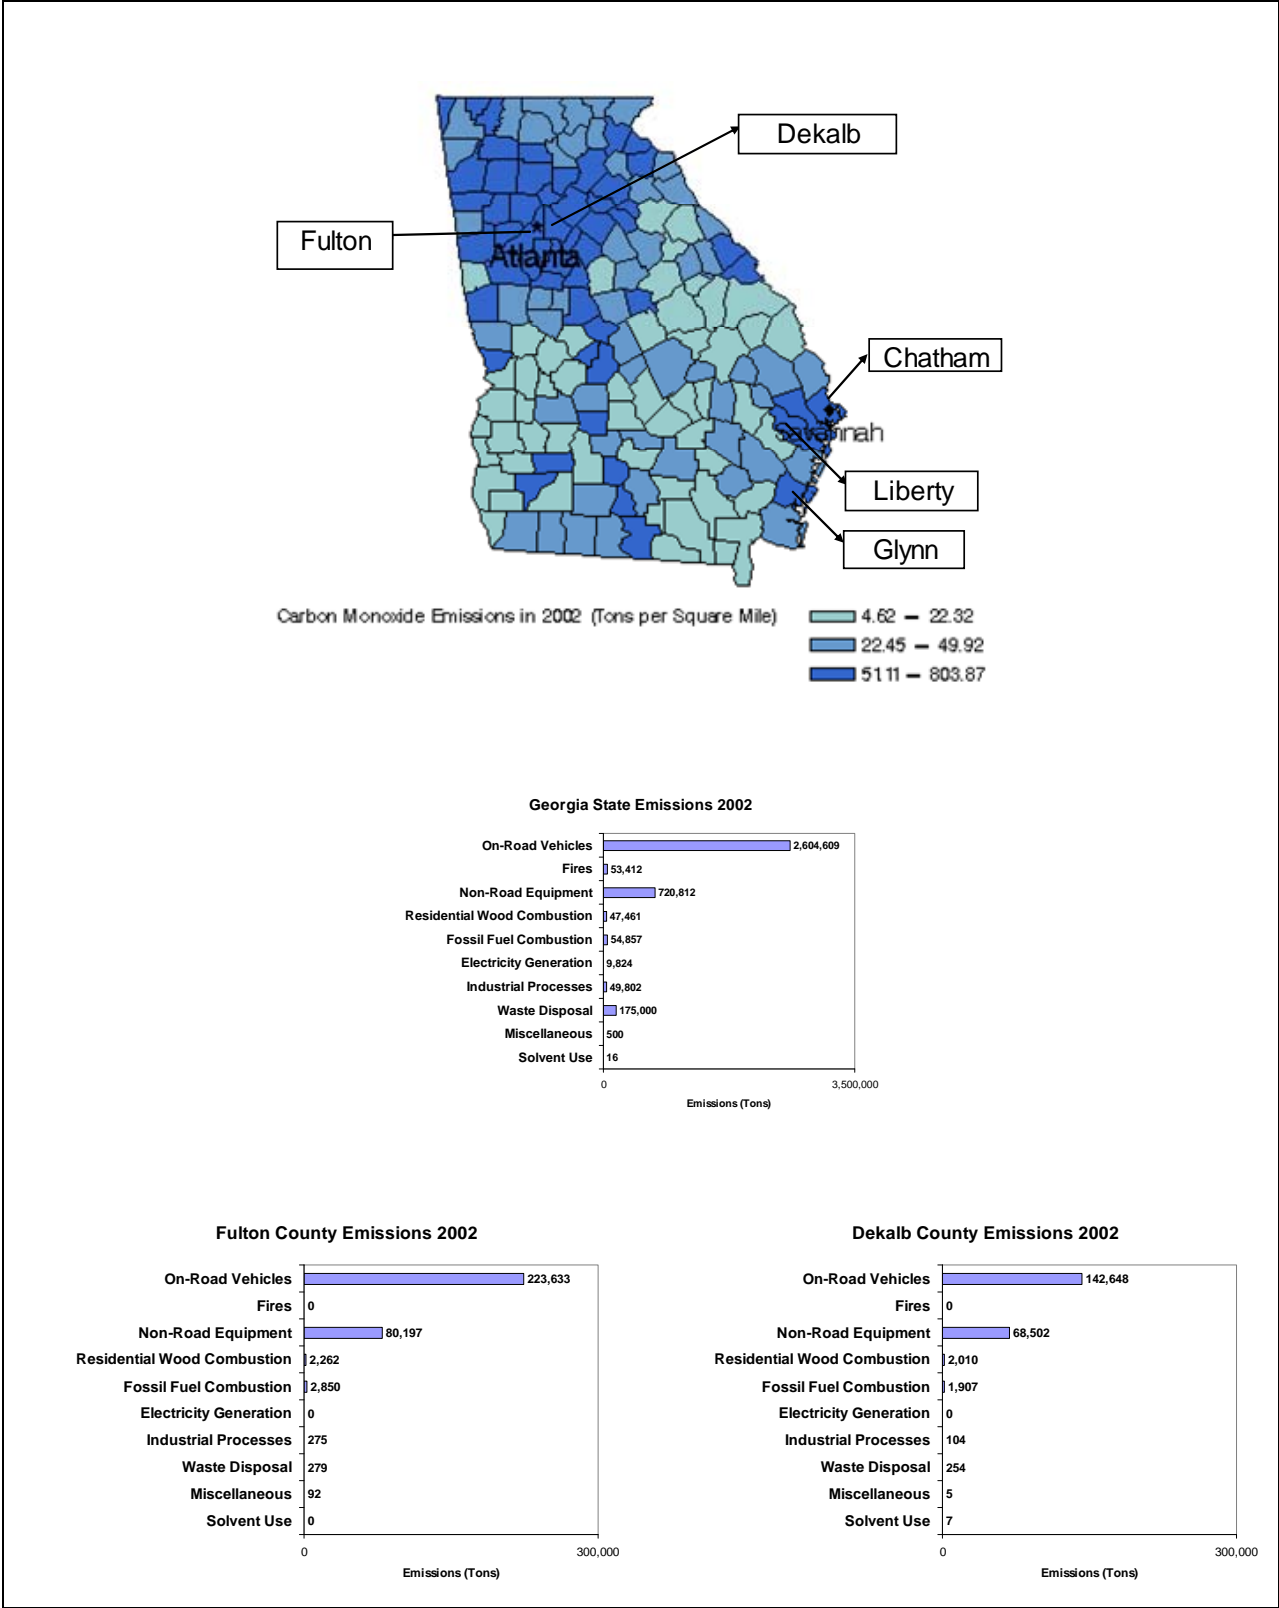 Dekalb
Fulton
Atlanta
Chatham
Savannah
Liberty
Glynn
Carbon Monoxide Emissions in 2002 (Tons per Square Mile)
4.62 — 22.32
22.45 — 49.92
51.11 — 803.87
Georgia State Emissions 2002
On-Road Vehicles 2,604,609
Fires 53,412
Non-Road Equipment 720,812
Residential Wood Combustion 47,461
Fossil Fuel Combustion 54,857
Electricity Generation 9,824
Industrial Processes 49,802
Waste Disposal 175,000
Miscellaneous 500
Solvent Use 16
0 3,500,000
Emissions (Tons)
Fulton County Emissions 2002
On-Road Vehicles 223,633
Fires 0
Non-Road Equipment 80,197
Residential Wood Combustion 2,262
Fossil Fuel Combustion 2,850
Electricity Generation 0
Industrial Processes 275
Waste Disposal 279
Miscellaneous 92
Solvent Use 0
0 300,000
Emissions (Tons)
Dekalb County Emissions 2002
On-Road Vehicles 142,648
Fires 0
Non-Road Equipment 68,502
Residential Wood Combustion 2,010
Fossil Fuel Combustion 1,907
Electricity Generation 0
Industrial Processes 104
Waste Disposal 254
Miscellaneous 5
Solvent Use 7
0 300,000
Emissions (Tons)